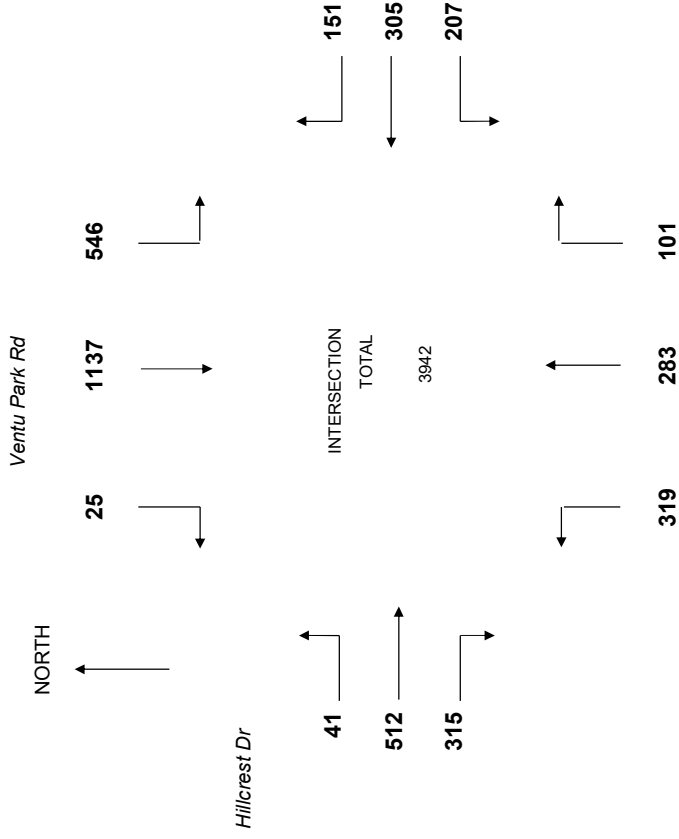 Ventu Park Rd
NORTH
25
1137
546
151
305
207
Hillcrest Dr
41
512
315
INTERSECTION
TOTAL
3942
319
283
101